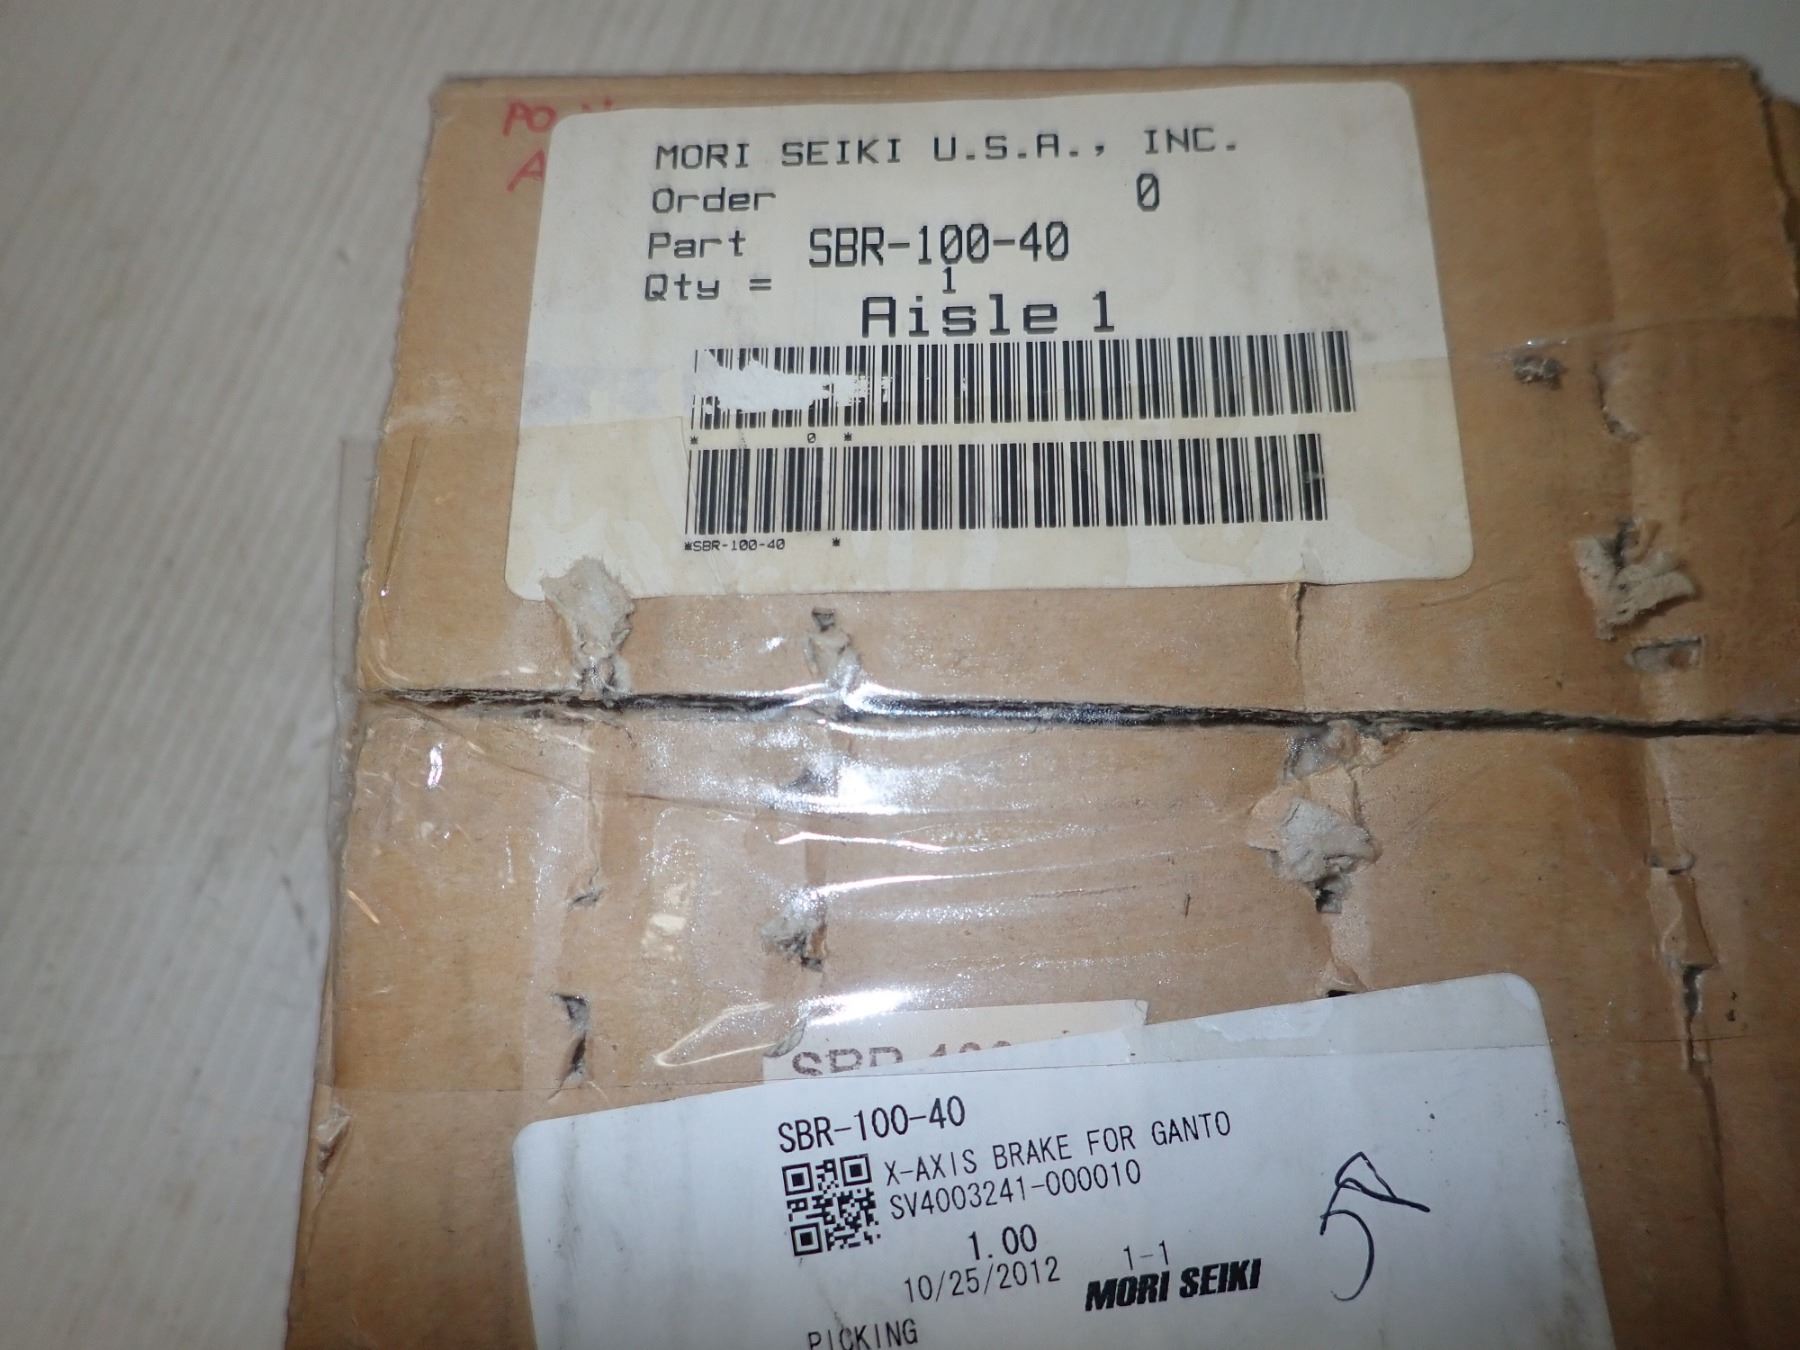 PO
A
MORI SEIKI U.S.A., INC.
Order 0
Part SBR-100-40
Qty = 1
Aisle 1
* 0 *
*SBR-100-40 *
SBR-100-40
X-AXIS BRAKE FOR GANTO
SV4003241-000010
1.00
10/25/2012 1-1 MORI SEIKI
PICKING